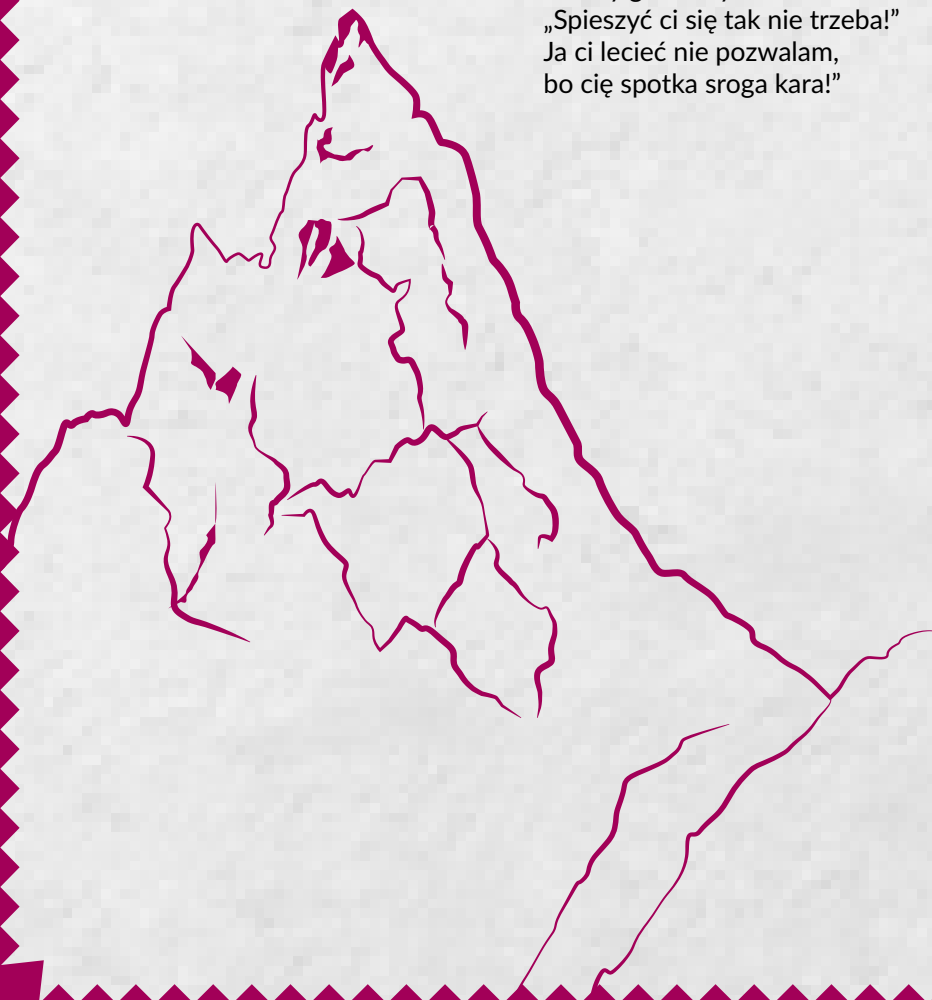 „Spieszyć ci się tak nie trzeba!”
Ja ci lecieć nie pozwalam,
bo cię spotka sroga kara!”